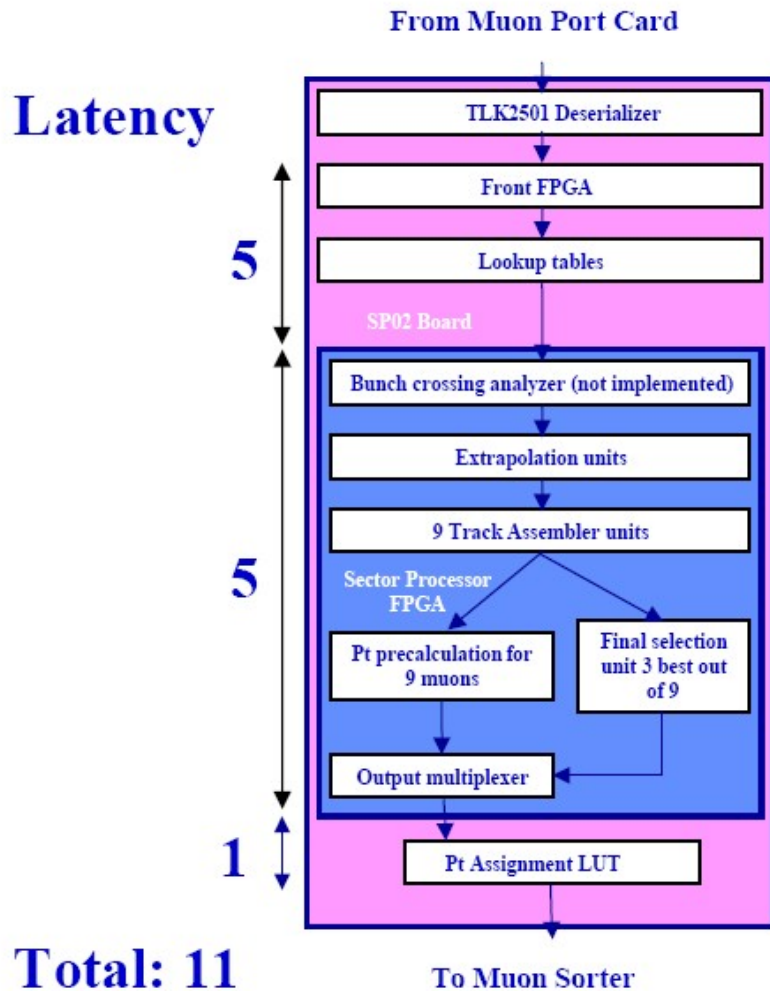 From Muon Port Card
Latency
TLK2501 Deserializer
Front FPGA
5
Lookup tables
SP02 Board
Bunch crossing analyzer (not implemented)
Extrapolation units
9 Track Assembler units
5
Sector Processor
FPGA
Pt precalculation for
9 muons
Final selection
unit 3 best out
of 9
Output multiplexer
1
Pt Assignment LUT
Total: 11
To Muon Sorter